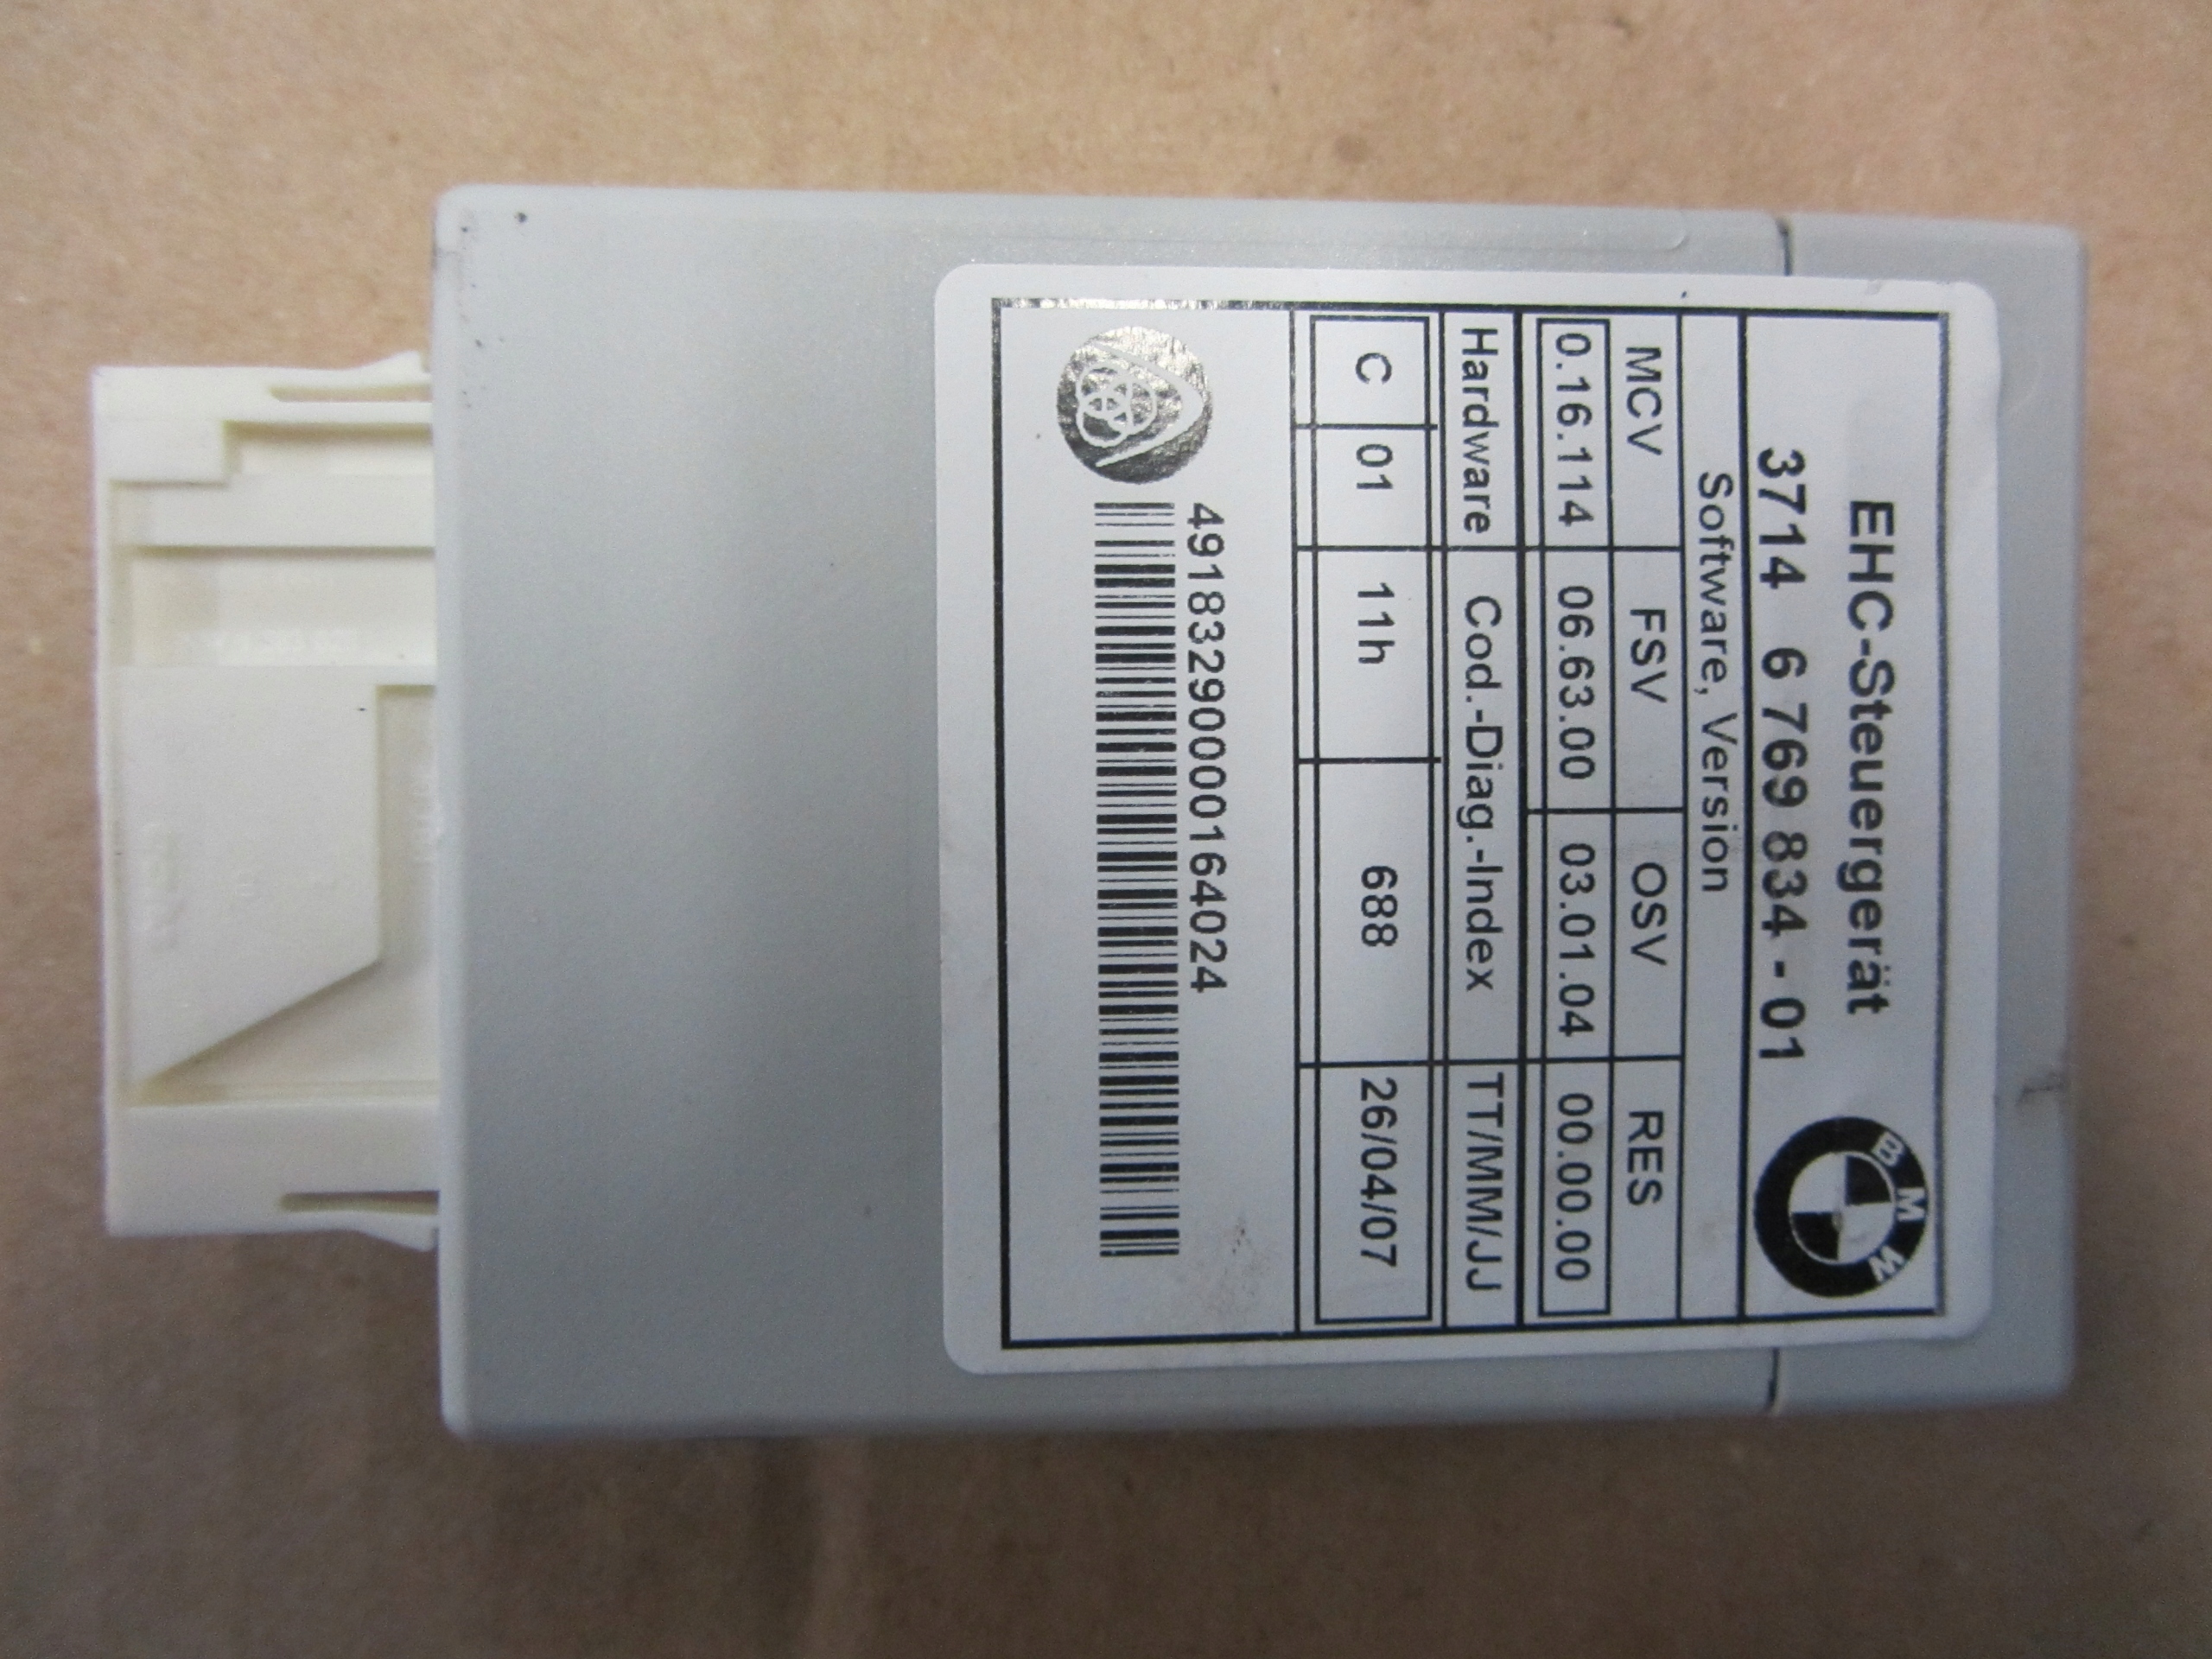 EHC-Steuergerät
3714 6 769 834 - 01
BMW
Software, Version
MCV FSV OSV RES
0.16.114 06.63.00 03.01.04 00.00.00
Hardware Cod.-Diag.-Index TT/MM/JJ
C 01 11h 688 26/04/07
49183290000164024